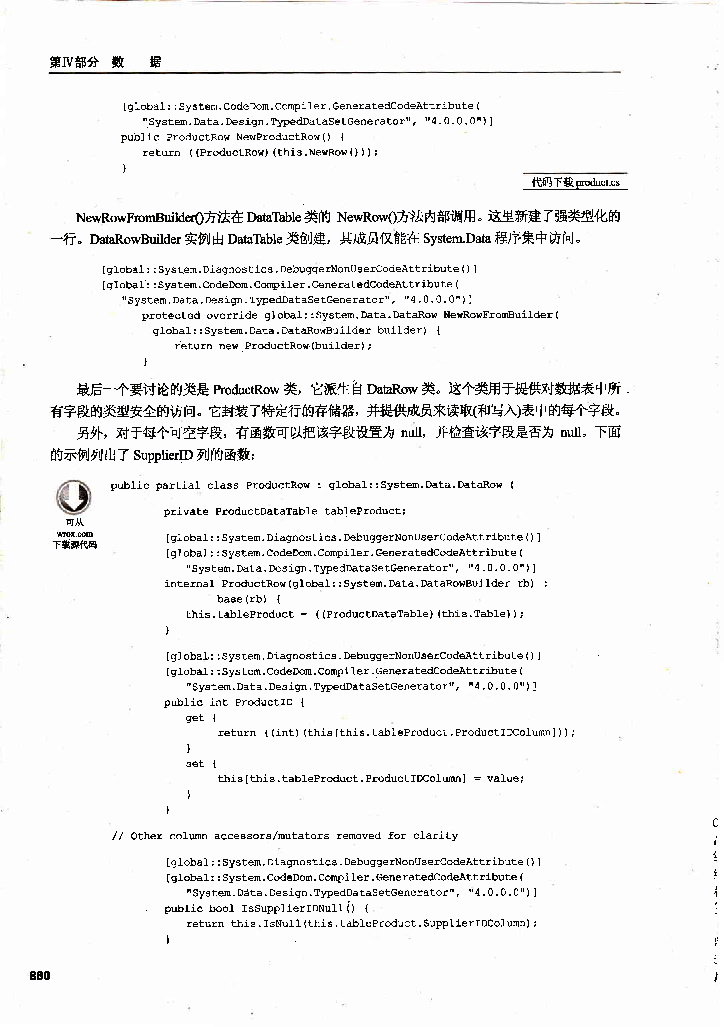 第IV部分 数 据
[global::System.CodeDom.Compiler.GeneratedCodeAttribute(
"System.Data.Design.TypedDataSetGenerator", "4.0.0.0")]
public ProductRow NewProductRow() {
return ((ProductRow)(this.NewRow()));
}
代码下载 product.cs
NewRowFromBuilder()方法在 DataTable 类的 NewRow()方法内部调用。这里新建了强类型化的
一行。DataRowBuilder 实例由 DataTable 类创建，其成员仅能在 System.Data 程序集中访问。
[global::System.Diagnostics.DebuggerNonUserCodeAttribute()]
[global::System.CodeDom.Compiler.GeneratedCodeAttribute(
"System.Data.Design.TypedDataSetGenerator", "4.0.0.0")]
protected override global::System.Data.DataRow NewRowFromBuilder(
global::System.Data.DataRowBuilder builder) {
return new ProductRow(builder);
}
最后一个要讨论的类是 ProductRow 类，它派生自 DataRow 类。这个类用于提供对数据表中所
有字段的类型安全的访问。它封装了特定行的存储器，并提供成员来读取(和写入)表中的每个字段。
另外，对于每个可空字段，有函数可以把该字段设置为 null，并检查该字段是否为 null。下面
的示例列出了 SupplierID 列的函数：
public partial class ProductRow : global::System.Data.DataRow {
private ProductDataTable tableProduct;
可从
wrox.com
下载源代码
[global::System.Diagnostics.DebuggerNonUserCodeAttribute()]
[global::System.CodeDom.Compiler.GeneratedCodeAttribute(
"System.Data.Design.TypedDataSetGenerator", "4.0.0.0")]
internal ProductRow(global::System.Data.DataRowBuilder rb) :
base(rb) {
this.tableProduct = ((ProductDataTable)(this.Table));
}
[global::System.Diagnostics.DebuggerNonUserCodeAttribute()]
[global::System.CodeDom.Compiler.GeneratedCodeAttribute(
"System.Data.Design.TypedDataSetGenerator", "4.0.0.0")]
public int ProductID {
get {
return ((int)(this[this.tableProduct.ProductIDColumn]));
}
set {
this[this.tableProduct.ProductIDColumn] = value;
}
}
// Other column accessors/mutators removed for clarity
[global::System.Diagnostics.DebuggerNonUserCodeAttribute()]
[global::System.CodeDom.Compiler.GeneratedCodeAttribute(
"System.Data.Design.TypedDataSetGenerator", "4.0.0.0")]
public bool IsSupplierIDNull() {
return this.IsNull(this.tableProduct.SupplierIDColumn);
}
880